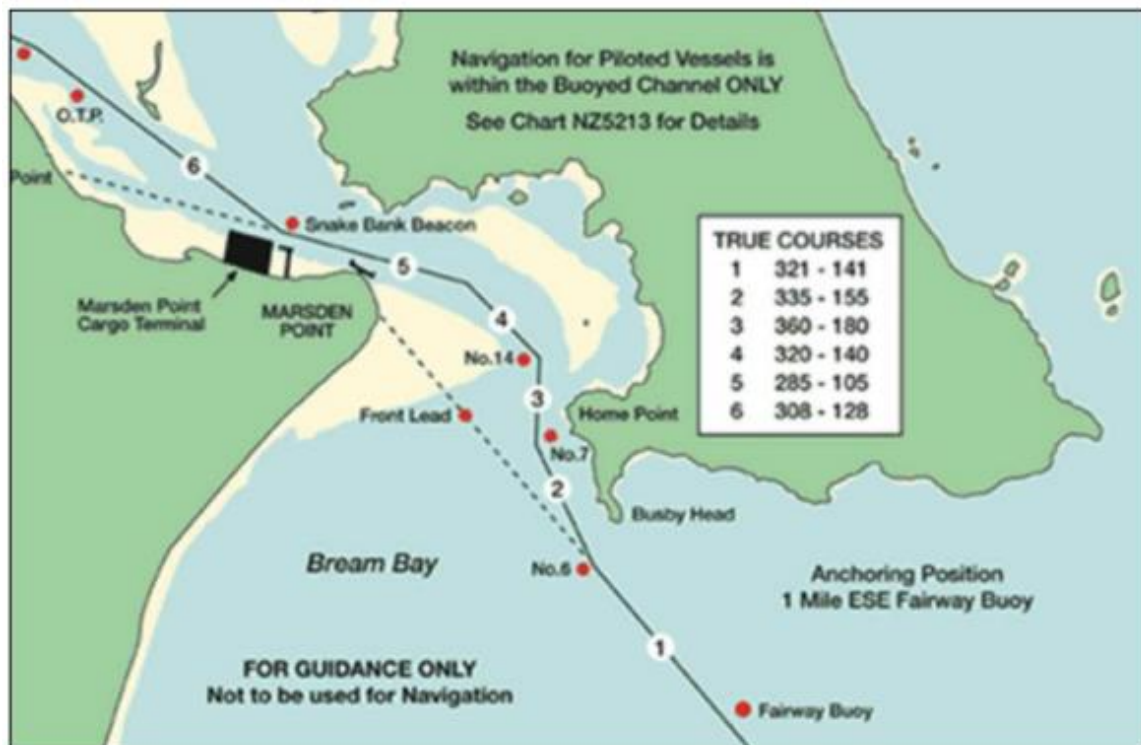 Navigation for Piloted Vessels is
within the Buoyed Channel ONLY
See Chart NZ5213 for Details
O.T.P.
6
Point
Snake Bank Beacon
5
Marsden Point
Cargo Terminal
MARSDEN
POINT
4
No.14
3
Front Lead
Home Point
No.7
2
Busby Head
TRUE COURSES
1 321 - 141
2 335 - 155
3 360 - 180
4 320 - 140
5 285 - 105
6 308 - 128
Bream Bay
No.6
Anchoring Position
1 Mile ESE Fairway Buoy
1
FOR GUIDANCE ONLY
Not to be used for Navigation
Fairway Buoy